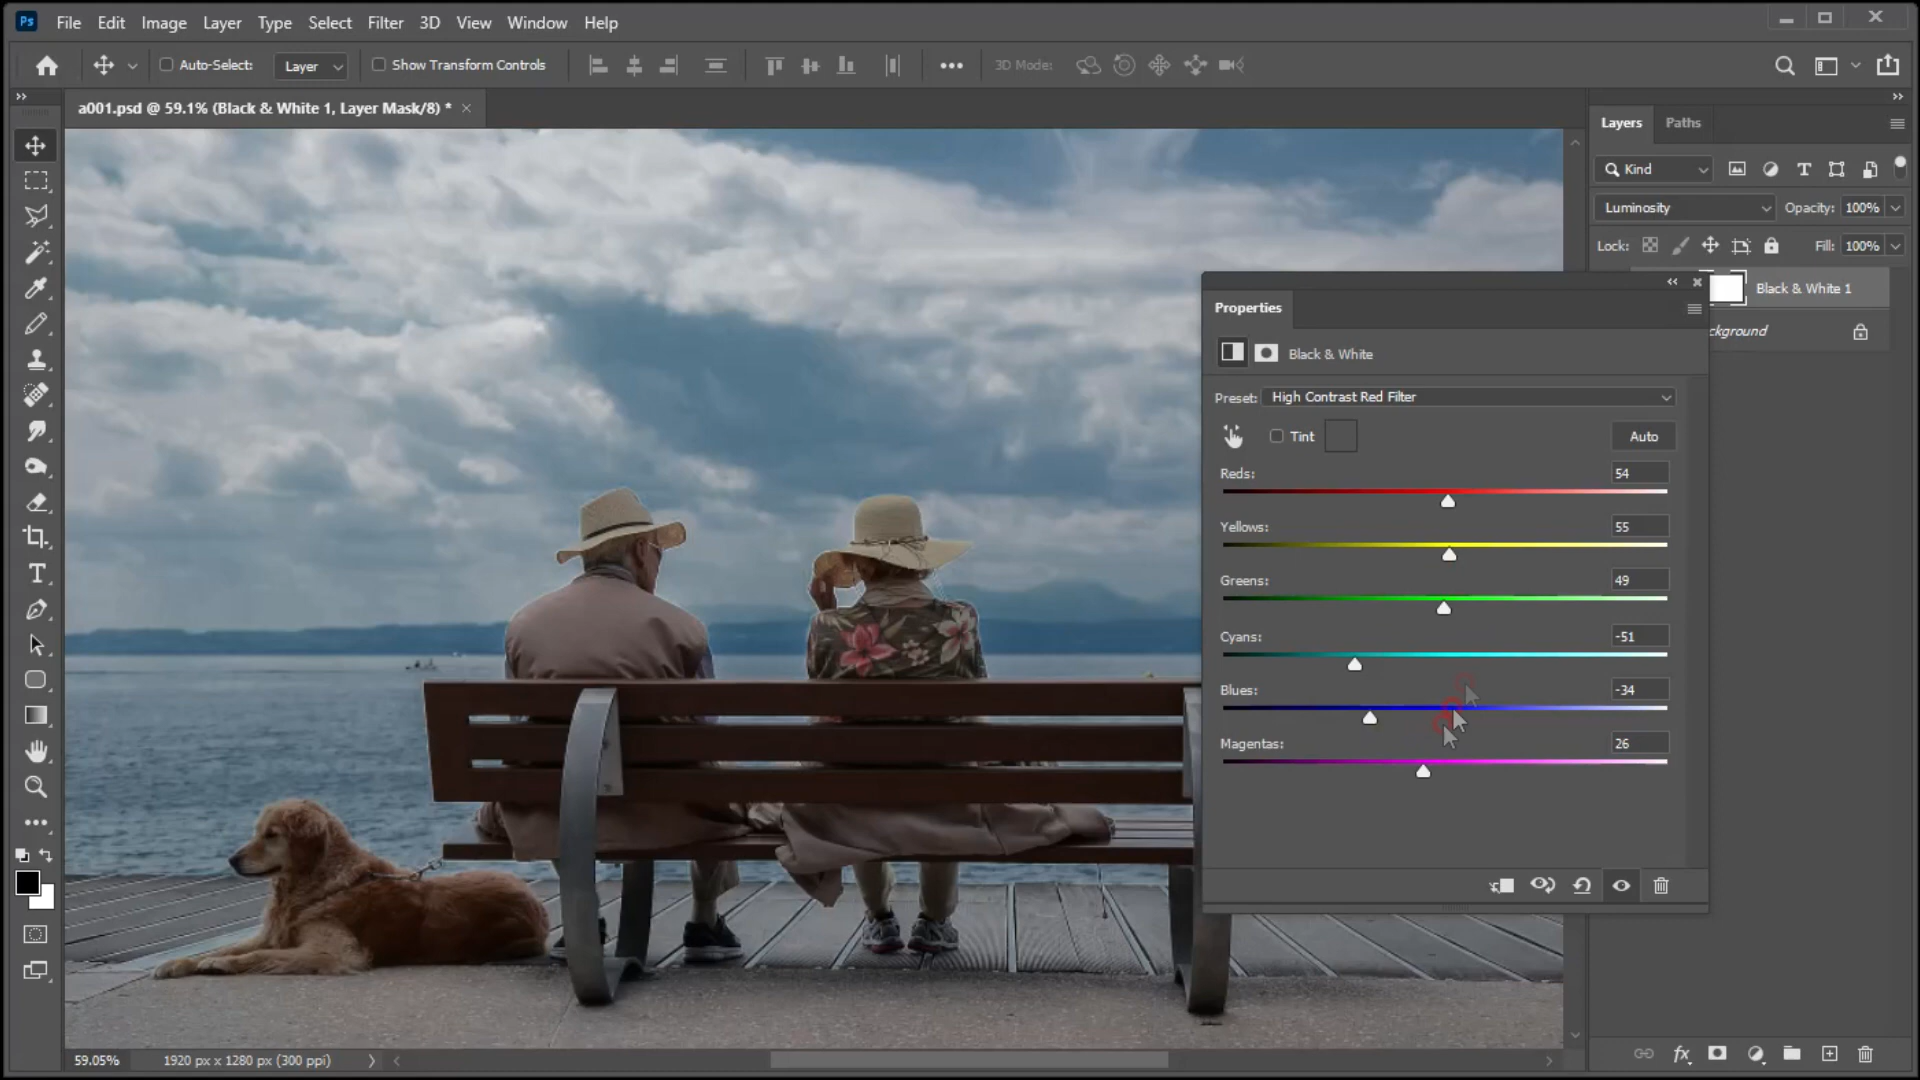 Ps File Edit Image Layer Type Select Filter 3D View Window Help
Auto-Select: Layer Show Transform Controls 3D Mode:
a001.psd @ 59.1% (Black & White 1, Layer Mask/8) *
Layers Paths
Kind
Luminosity Opacity: 100%
Lock: Fill: 100%
Black & White 1
ckground
Properties
Black & White
Preset: High Contrast Red Filter
Tint Auto
Reds: 54
Yellows: 55
Greens: 49
Cyans: -51
Blues: -34
Magentas: 26
59.05% 1920 px x 1280 px (300 ppi)